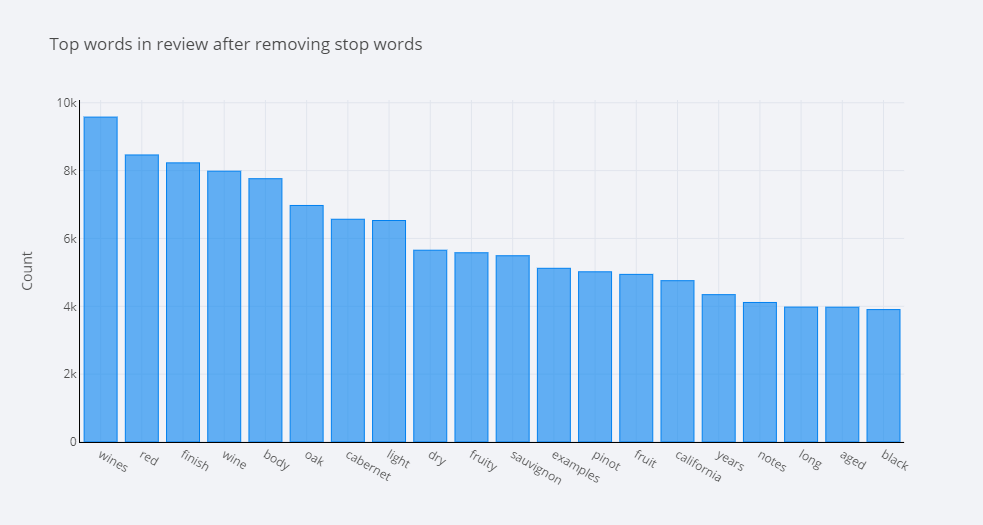 Top words in review after removing stop words
10k
8k
6k
4k
2k
0
Count
wines
red
finish
wine
body
oak
cabernet
light
dry
fruity
sauvignon
examples
pinot
fruit
california
years
notes
long
aged
black